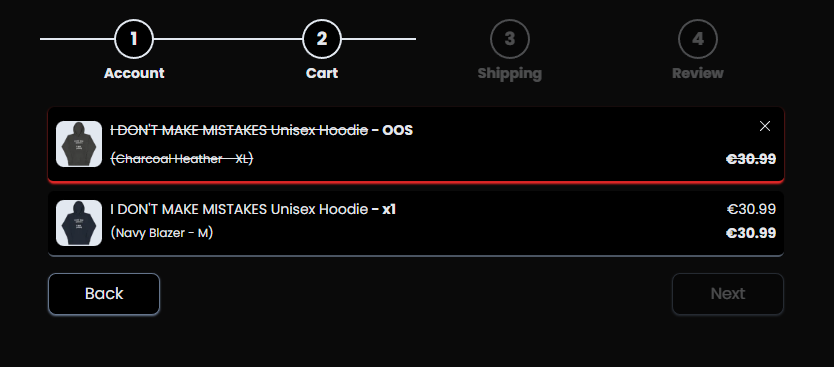 1
2
3
4
Account
Cart
Shipping
Review
I DON'T MAKE MISTAKES Unisex Hoodie - OOS
(Charcoal Heather - XL)
€30.99
I DON'T MAKE MISTAKES Unisex Hoodie - x1
€30.99
(Navy Blazer - M)
€30.99
Back
Next